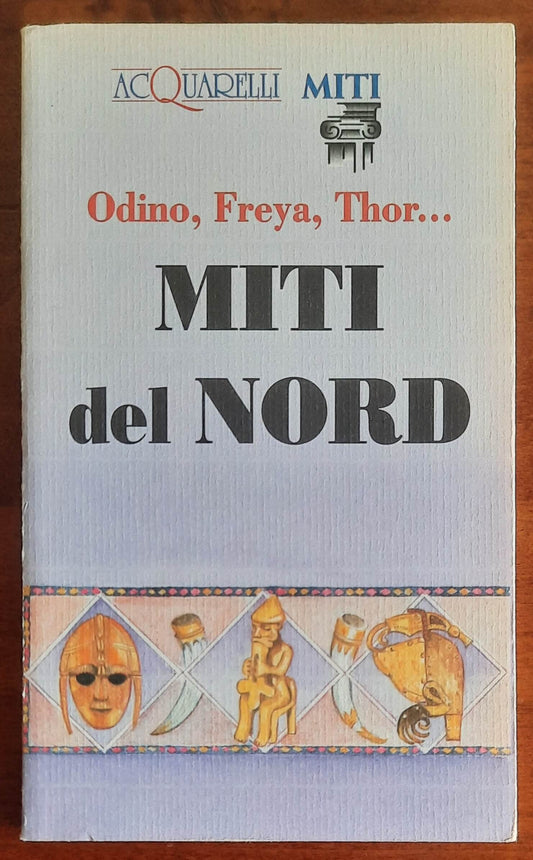 ACQUARELLI MITI
Odino, Freya, Thor...
MITI
del NORD